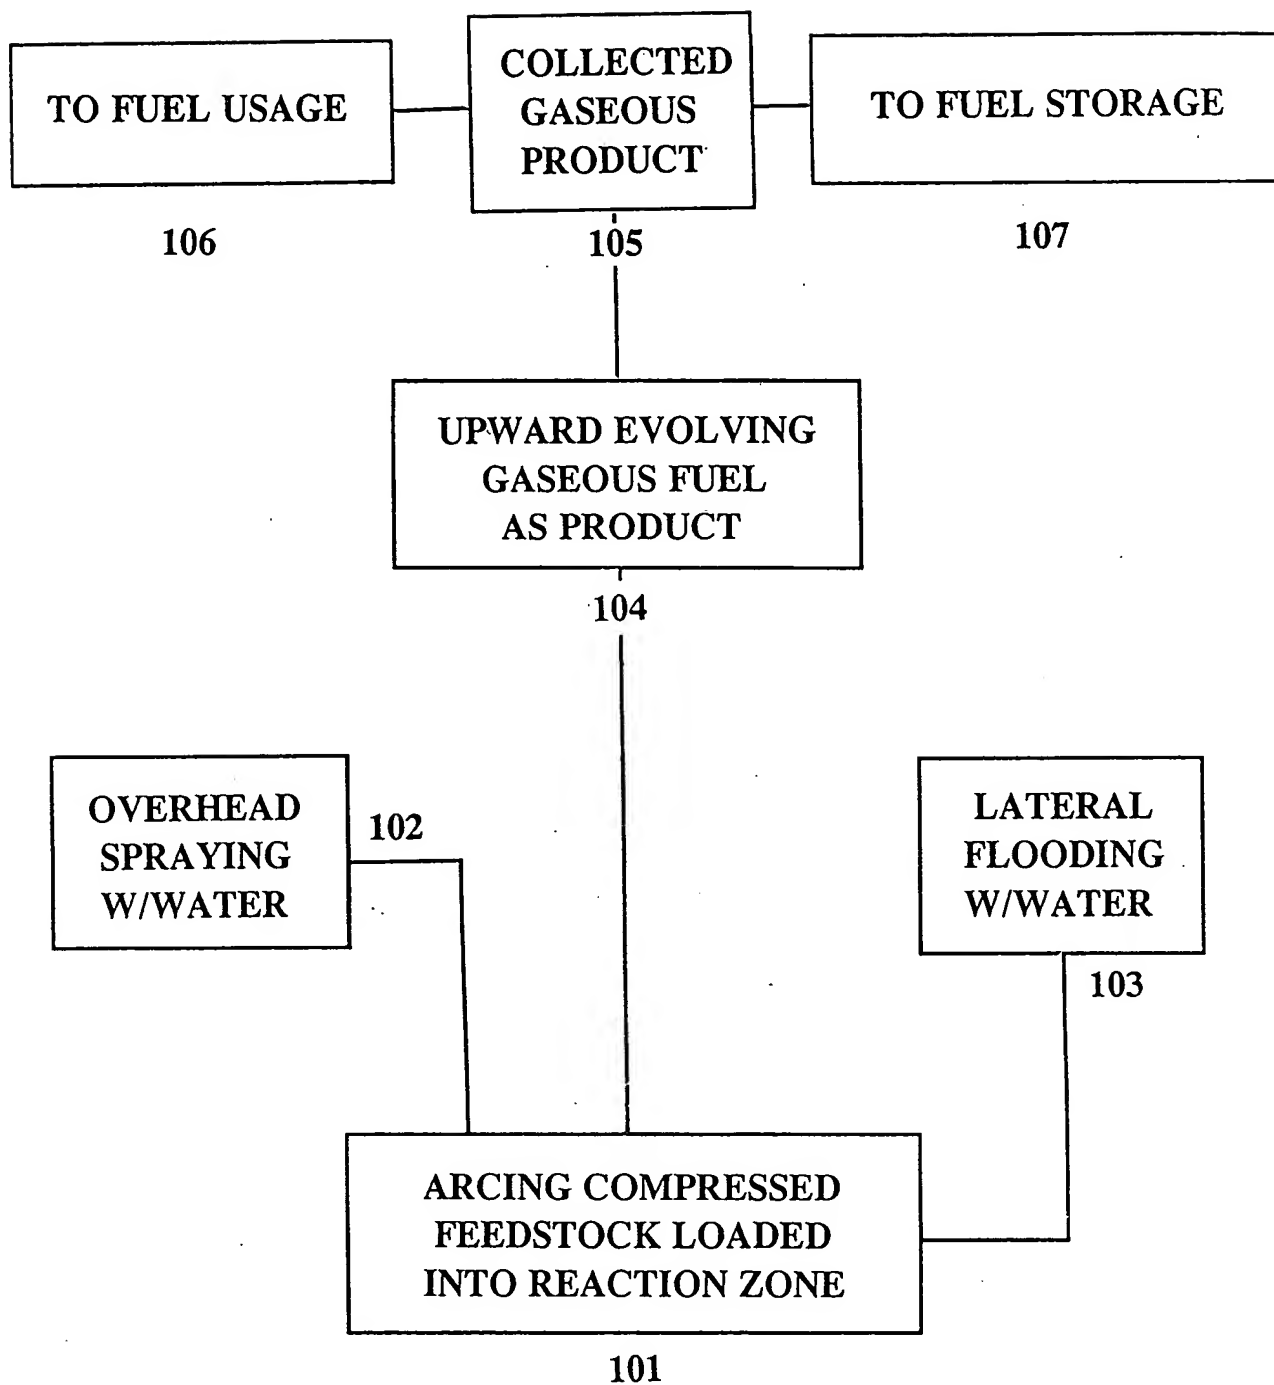 TO FUEL USAGE
106
COLLECTED
GASEOUS
PRODUCT
105
TO FUEL STORAGE
107
UPWARD EVOLVING
GASEOUS FUEL
AS PRODUCT
104
OVERHEAD
SPRAYING
W/WATER
102
LATERAL
FLOODING
W/WATER
103
ARCING COMPRESSED
FEEDSTOCK LOADED
INTO REACTION ZONE
101